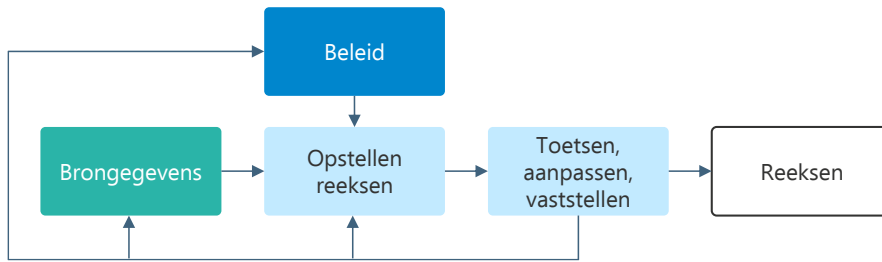 Beleid
Brongegevens
Opstellen
reeksen
Toetsen,
aanpassen,
vaststellen
Reeksen